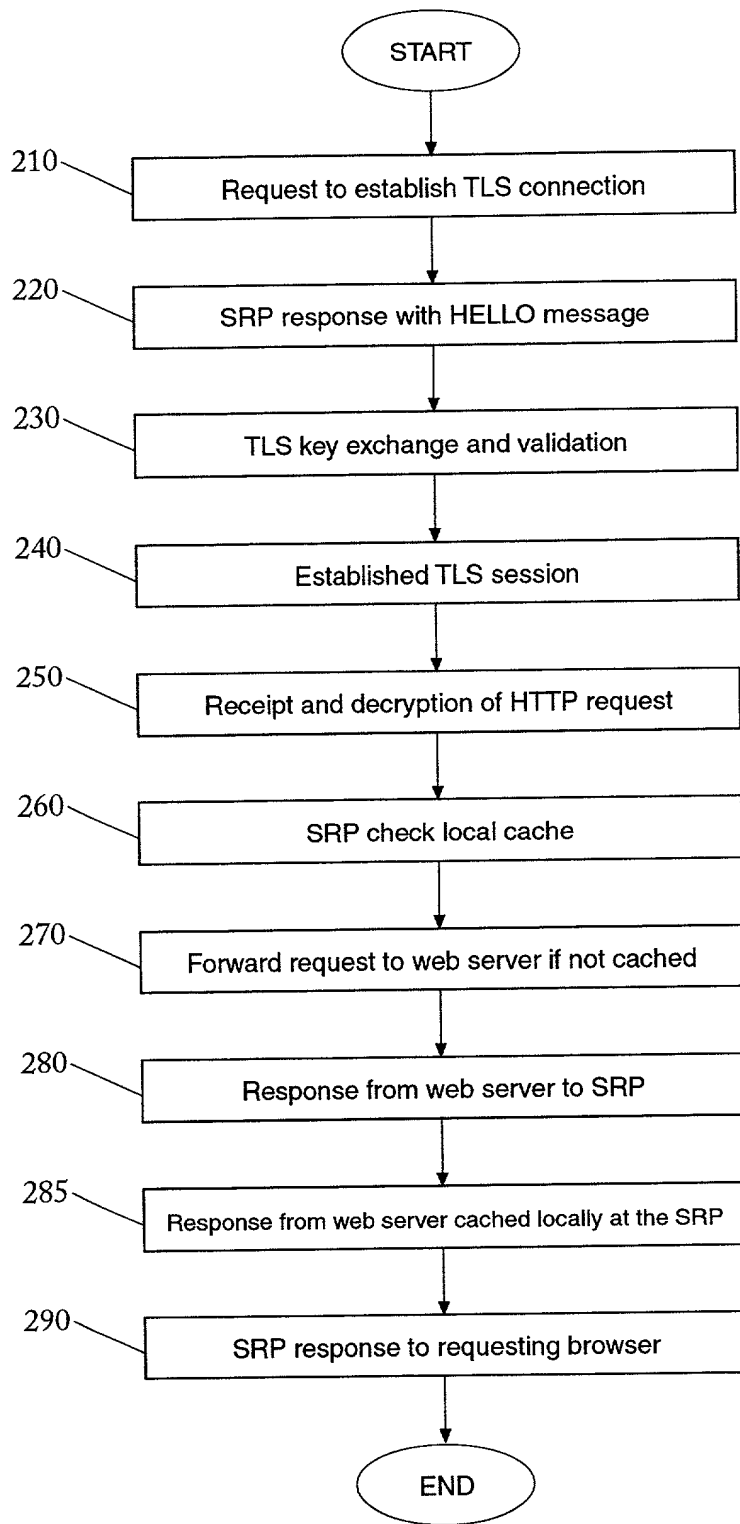 START
210
Request to establish TLS connection
220
SRP response with HELLO message
230
TLS key exchange and validation
240
Established TLS session
250
Receipt and decryption of HTTP request
260
SRP check local cache
270
Forward request to web server if not cached
280
Response from web server to SRP
285
Response from web server cached locally at the SRP
290
SRP response to requesting browser
END